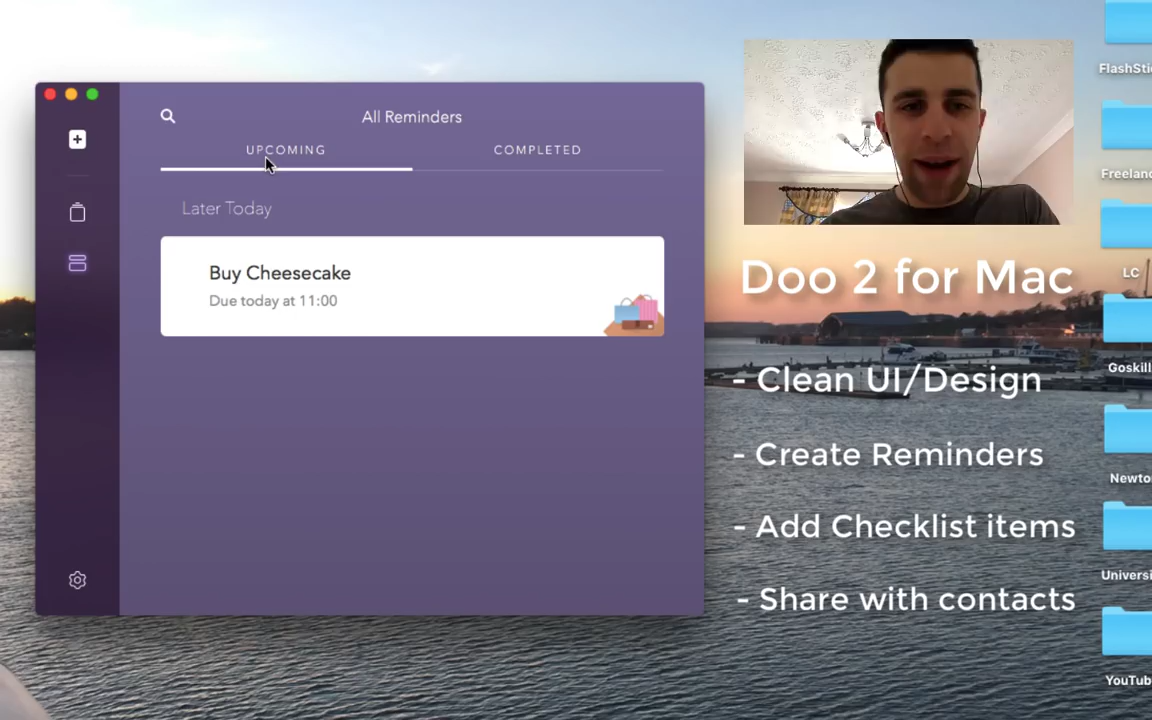 All Reminders
UPCOMING
COMPLETED
Later Today
Buy Cheesecake
Due today at 11:00
Doo 2 for Mac
- Clean UI/Design
- Create Reminders
- Add Checklist items
- Share with contacts
FlashSti
Freelanc
LC
Goskill
Newto
Universi
YouTub